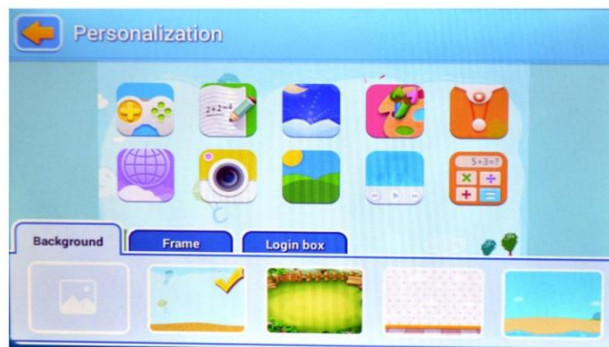 Personalization
2+2=4
5+3=?
Background
Frame
Login box